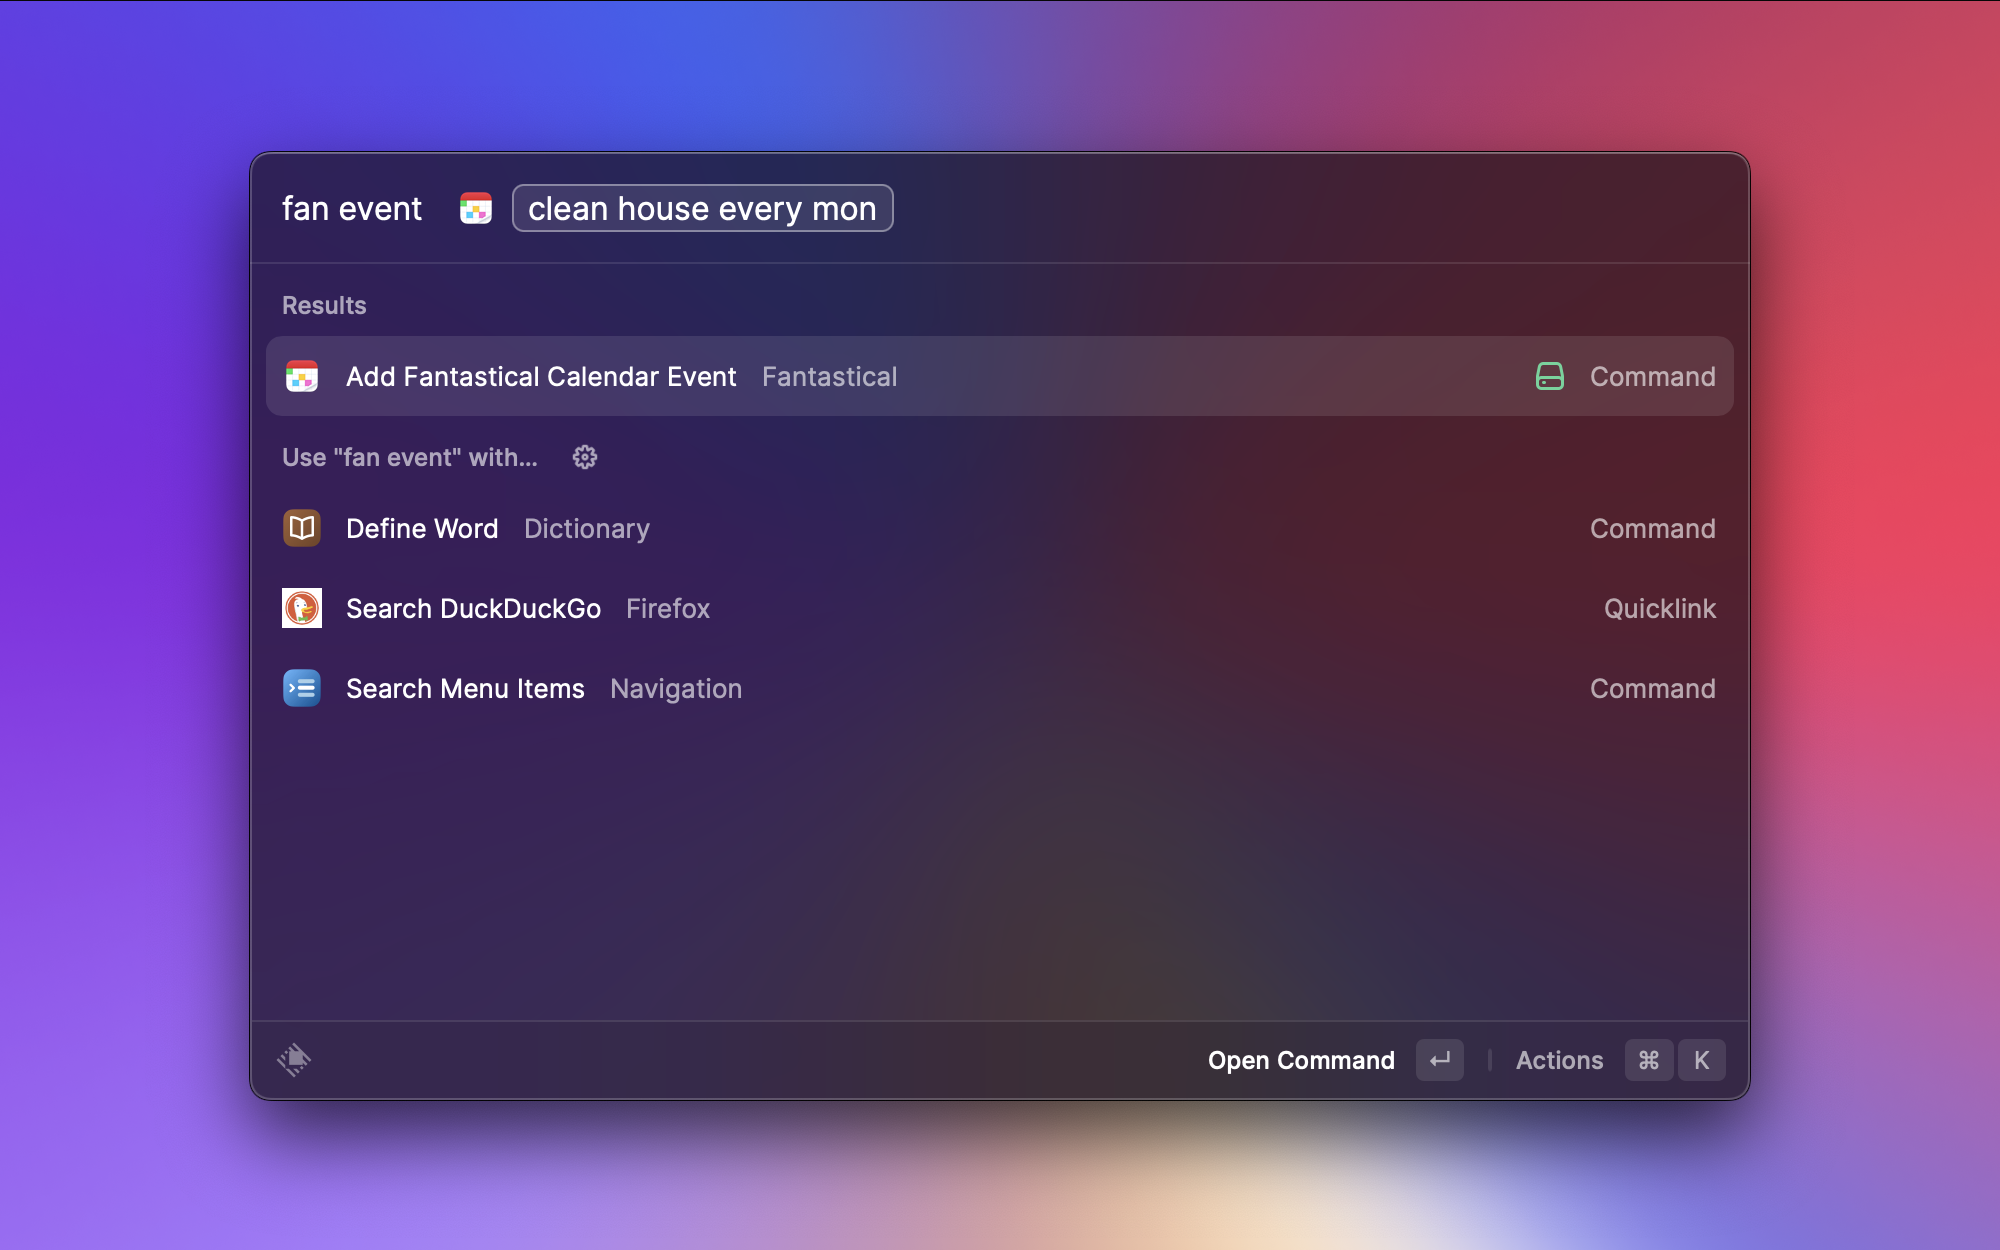 fan event clean house every mon
Results
Add Fantastical Calendar Event Fantastical Command
Use "fan event" with...
Define Word Dictionary Command
Search DuckDuckGo Firefox Quicklink
Search Menu Items Navigation Command
Open Command ↵ Actions ⌘ K